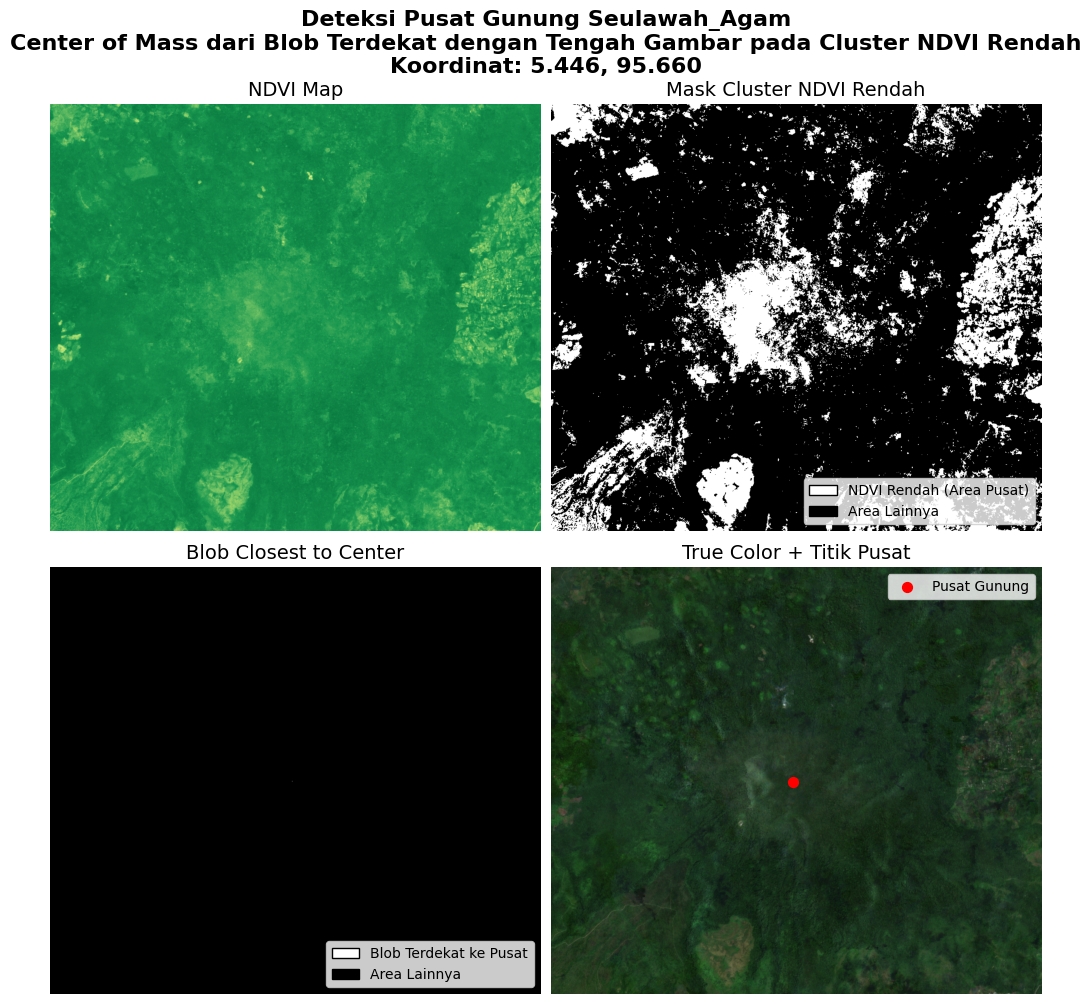 Deteksi Pusat Gunung Seulawah_Agam
Center of Mass dari Blob Terdekat dengan Tengah Gambar pada Cluster NDVI Rendah
Koordinat: 5.446, 95.660
NDVI Map
Mask Cluster NDVI Rendah
NDVI Rendah (Area Pusat)
Area Lainnya
Blob Closest to Center
True Color + Titik Pusat
Blob Terdekat ke Pusat
Area Lainnya
Pusat Gunung